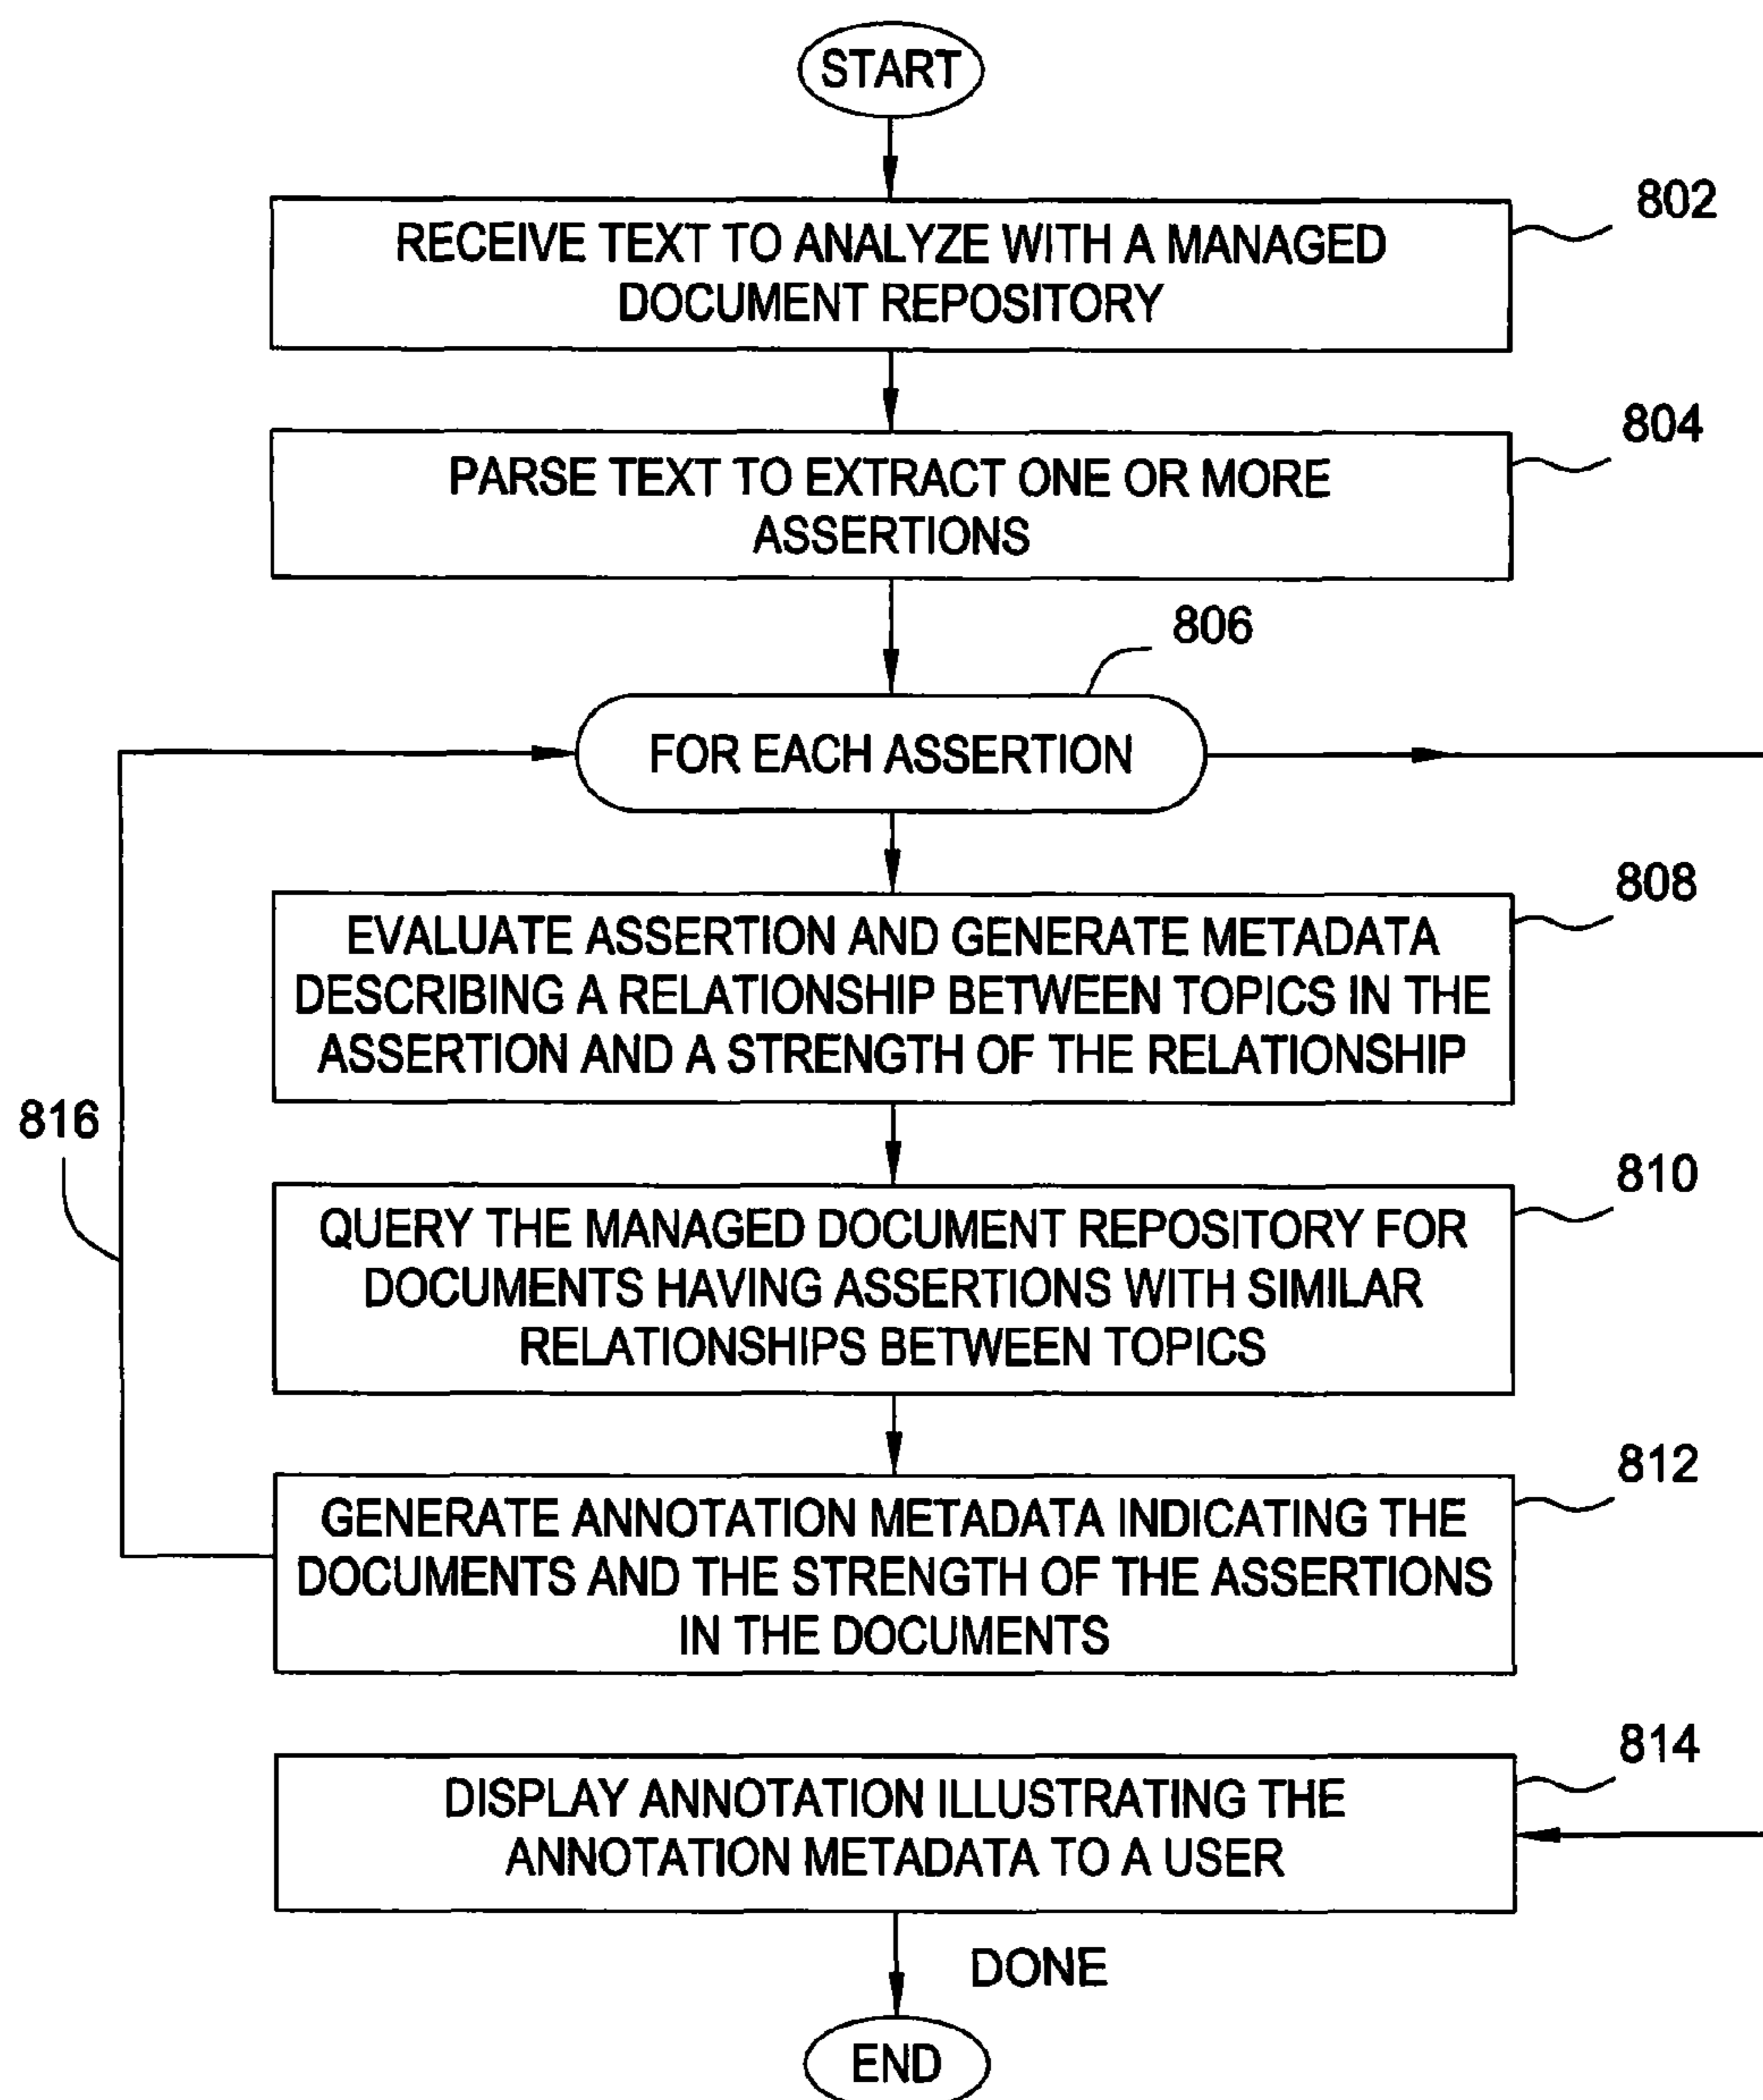 START
802
RECEIVE TEXT TO ANALYZE WITH A MANAGED
DOCUMENT REPOSITORY
804
PARSE TEXT TO EXTRACT ONE OR MORE
ASSERTIONS
806
FOR EACH ASSERTION
808
EVALUATE ASSERTION AND GENERATE METADATA
DESCRIBING A RELATIONSHIP BETWEEN TOPICS IN THE
ASSERTION AND A STRENGTH OF THE RELATIONSHIP
816
810
QUERY THE MANAGED DOCUMENT REPOSITORY FOR
DOCUMENTS HAVING ASSERTIONS WITH SIMILAR
RELATIONSHIPS BETWEEN TOPICS
812
GENERATE ANNOTATION METADATA INDICATING THE
DOCUMENTS AND THE STRENGTH OF THE ASSERTIONS
IN THE DOCUMENTS
814
DISPLAY ANNOTATION ILLUSTRATING THE
ANNOTATION METADATA TO A USER
DONE
END